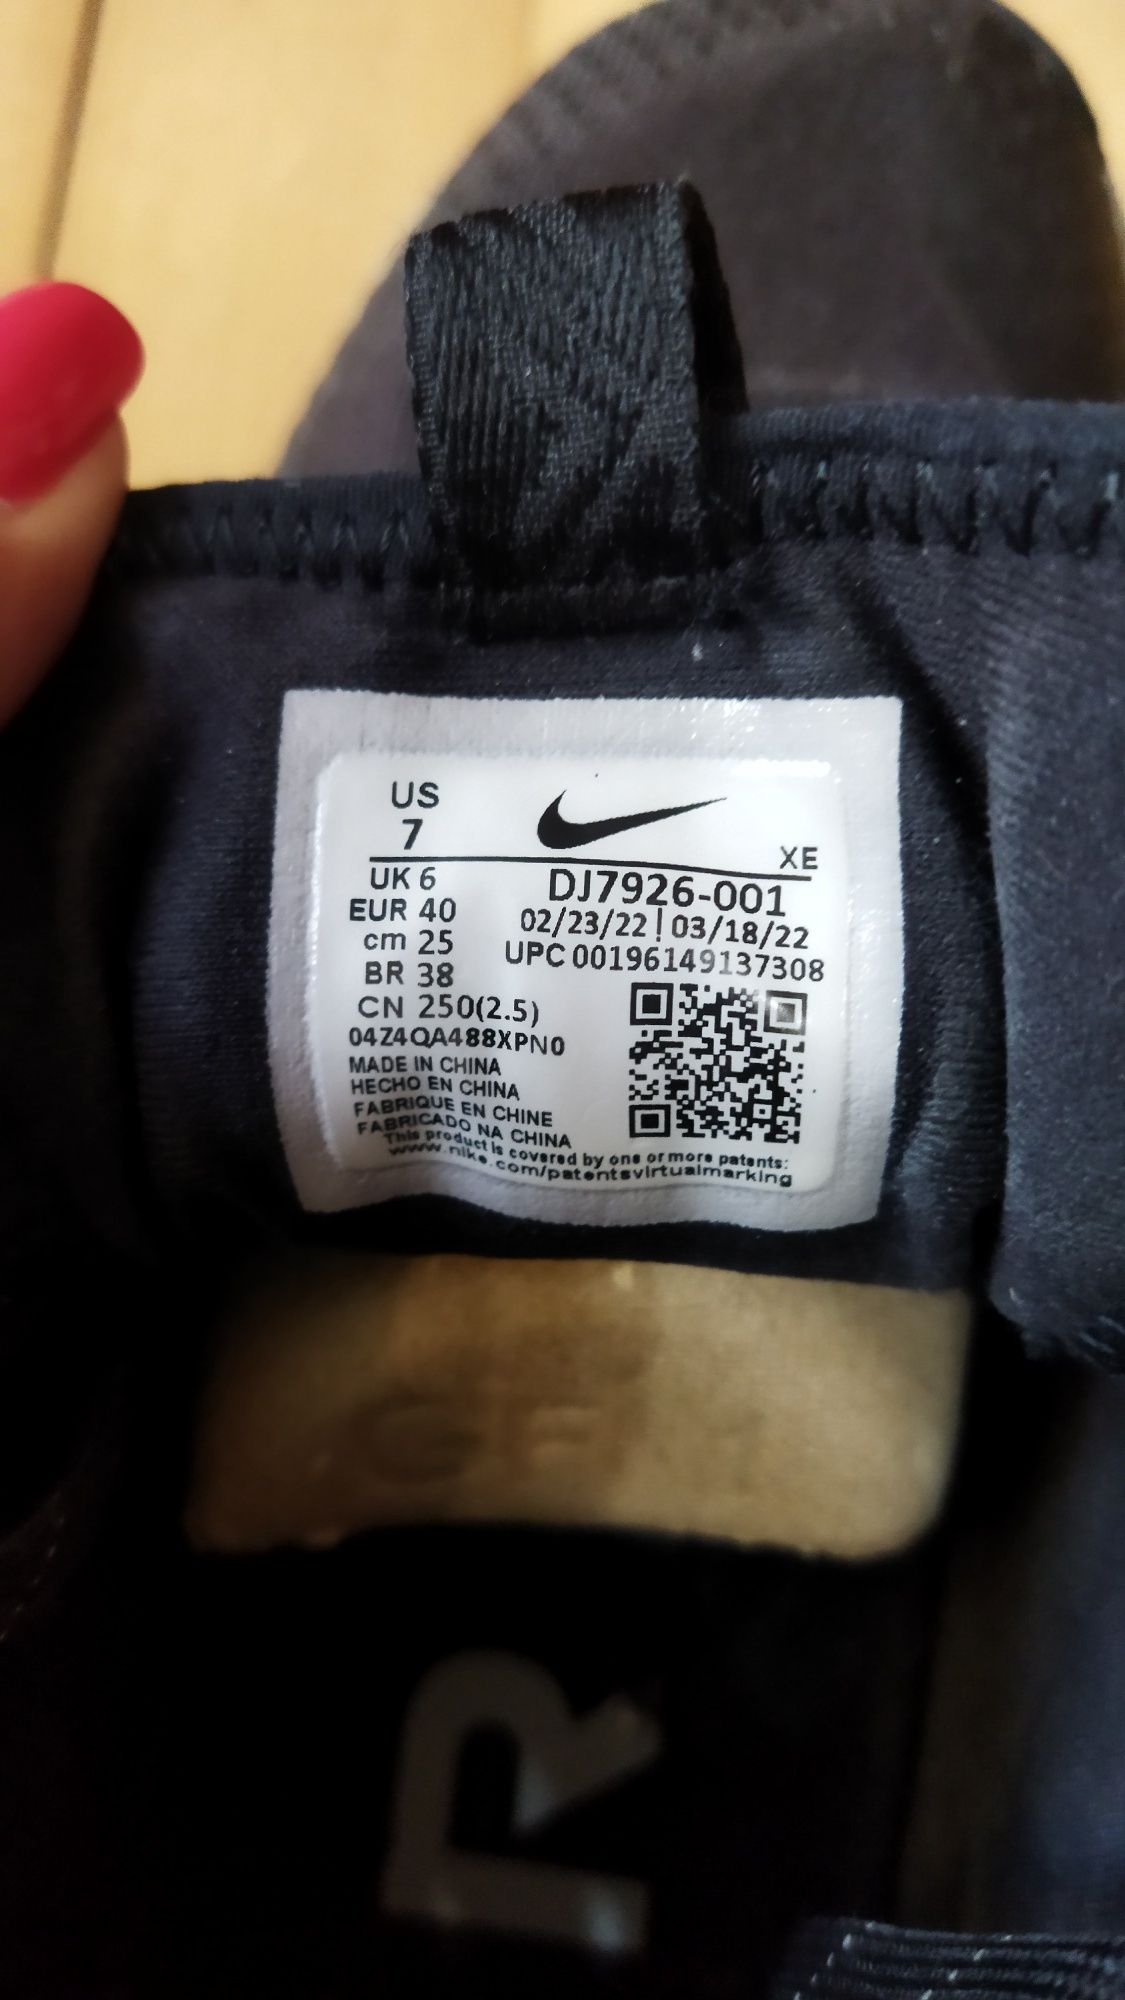 US
7
XE
UK 6
EUR 40
cm 25
BR 38
CN 250(2.5)
DJ7926-001
02/23/22 | 03/18/22
UPC 00196149137308
04Z4QA488XPN0
MADE IN CHINA
HECHO EN CHINA
FABRIQUE EN CHINE
FABRICADO NA CHINA
This product is covered by one or more patents:
www.nike.com/patentsvirtualmarking
R